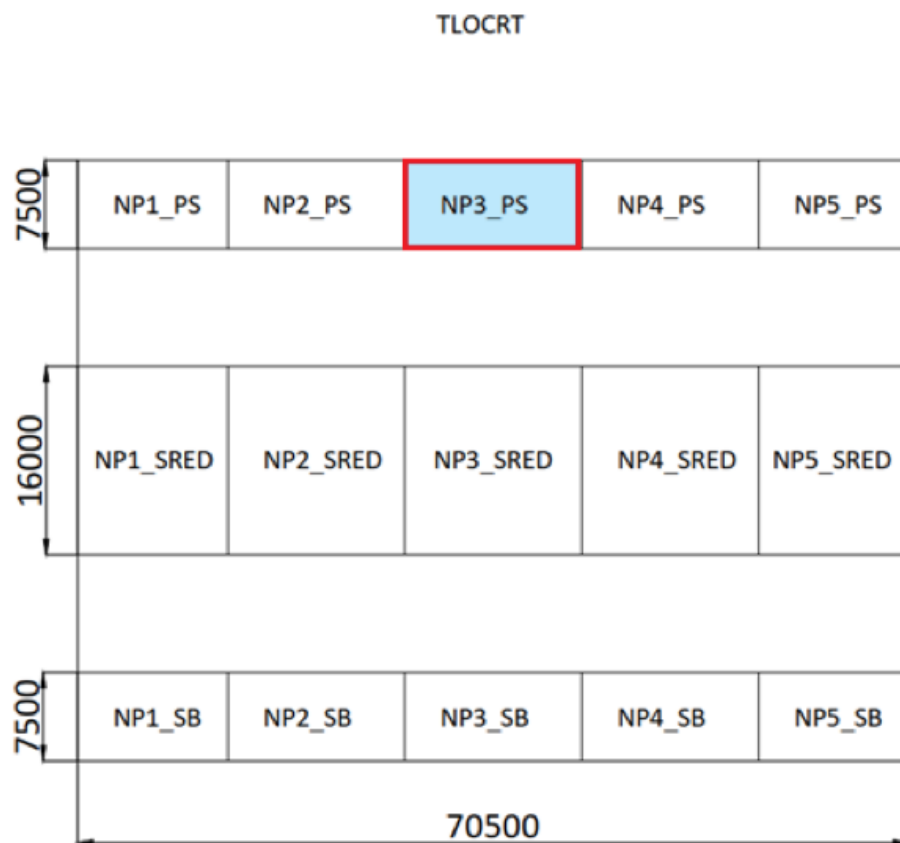 TLOCRT
7500
NP1_PS NP2_PS NP3_PS NP4_PS NP5_PS
16000
NP1_SRED NP2_SRED NP3_SRED NP4_SRED NP5_SRED
7500
NP1_SB NP2_SB NP3_SB NP4_SB NP5_SB
70500